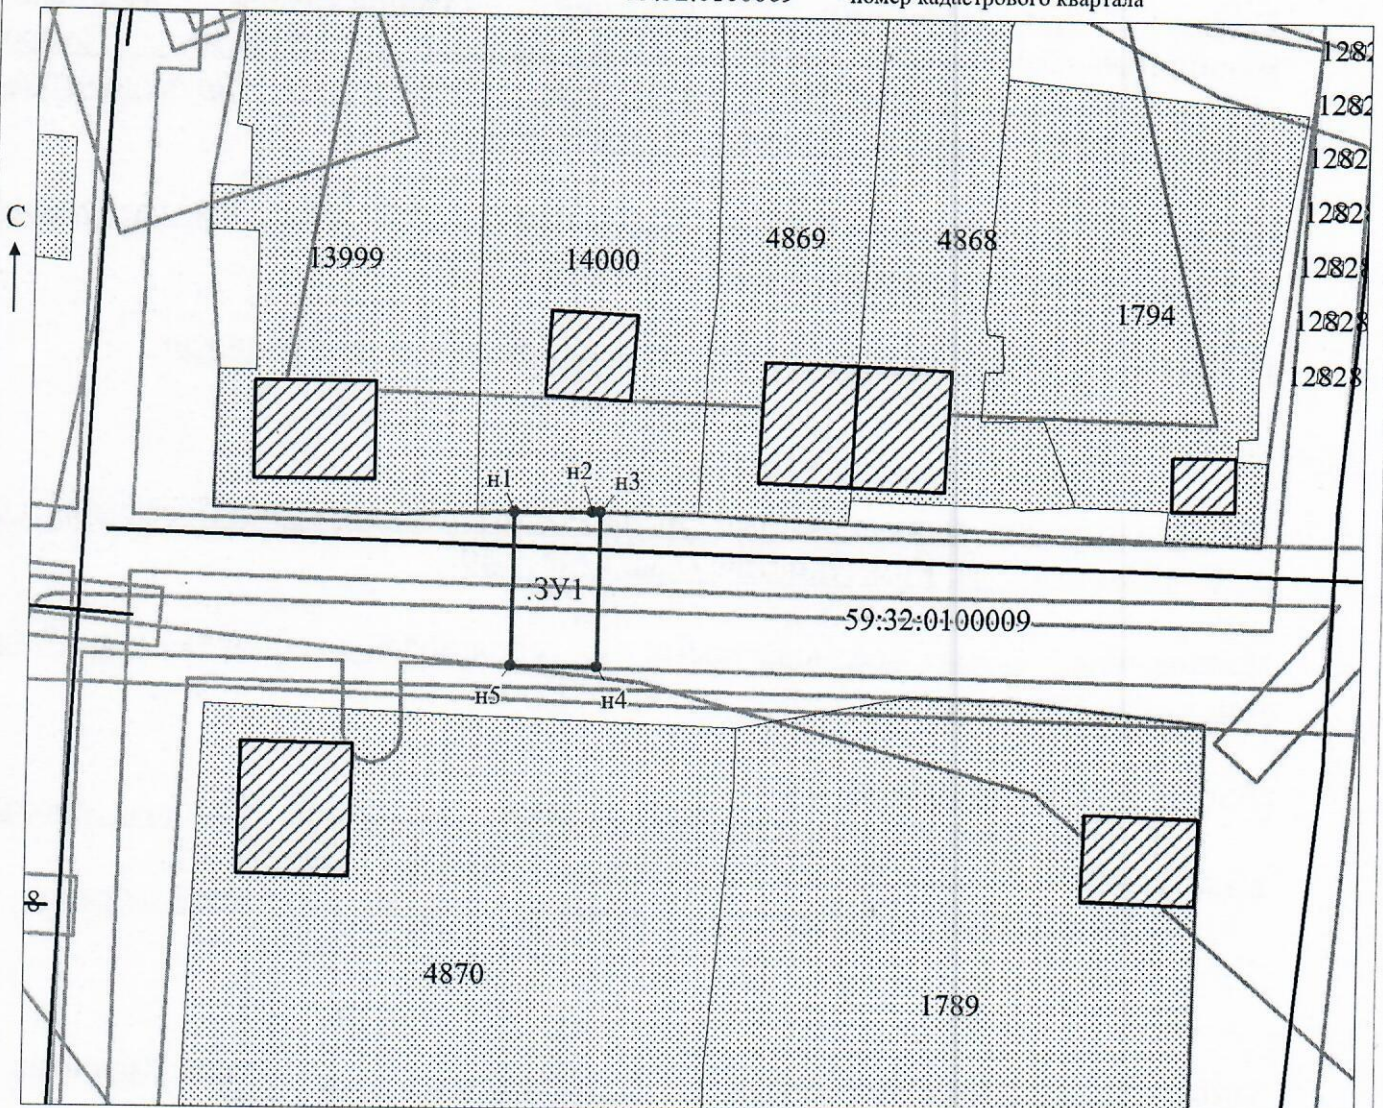 номер кадастрового квартала
С
13999
14000
4869
4868
1794
н1
н2
н3
.ЗУ1
59:32:0100009
н5
н4
8
4870
1789